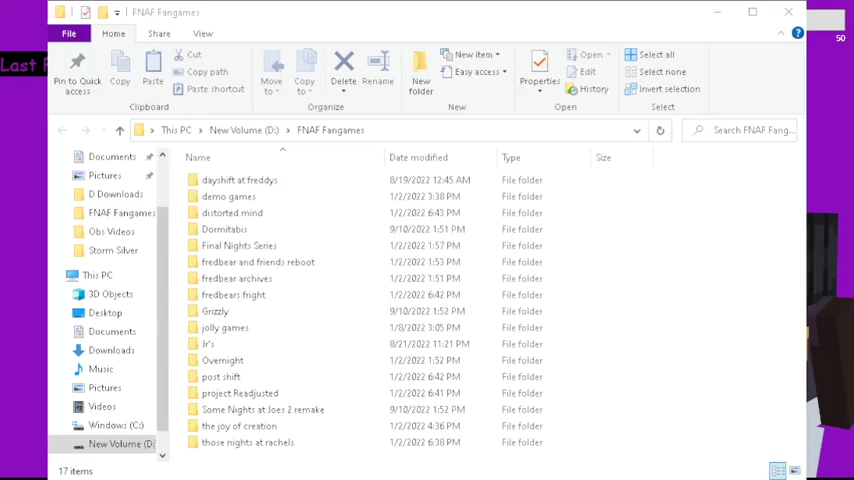 FNAF Fangames
50
File Home Share View
Last
Pin to Quick access
Copy
Paste
Cut
Copy path
Paste shortcut
Clipboard
Move to
Copy to
Delete
Rename
Organize
New folder
New item
Easy access
New
Properties
Open
Edit
History
Open
Select all
Select none
Invert selection
Select
This PC > New Volume (D:) > FNAF Fangames
Search FNAF Fang...
Documents
Pictures
D Downloads
FNAF Fangames
Obs Videos
Storm Silver
This PC
3D Objects
Desktop
Documents
Downloads
Music
Pictures
Videos
Windows (C:)
New Volume (D:
Name Date modified Type Size
dayshift at freddys 8/19/2022 12:45 AM File folder
demo games 1/2/2022 3:38 PM File folder
distorted mind 1/2/2022 6:43 PM File folder
Dormitabis 9/10/2022 1:51 PM File folder
Final Nights Series 1/2/2022 1:57 PM File folder
fredbear and friends reboot 1/2/2022 1:53 PM File folder
fredbear archives 1/2/2022 1:51 PM File folder
fredbears fright 1/2/2022 6:42 PM File folder
Grizzly 9/10/2022 1:52 PM File folder
jolly games 1/8/2022 3:05 PM File folder
Jr's 8/21/2022 11:21 PM File folder
Overnight 1/2/2022 1:52 PM File folder
post shift 1/2/2022 6:42 PM File folder
project Readjusted 1/2/2022 6:41 PM File folder
Some Nights at Joes 2 remake 9/10/2022 1:52 PM File folder
the joy of creation 1/2/2022 4:36 PM File folder
those nights at rachels 1/2/2022 6:38 PM File folder
17 items